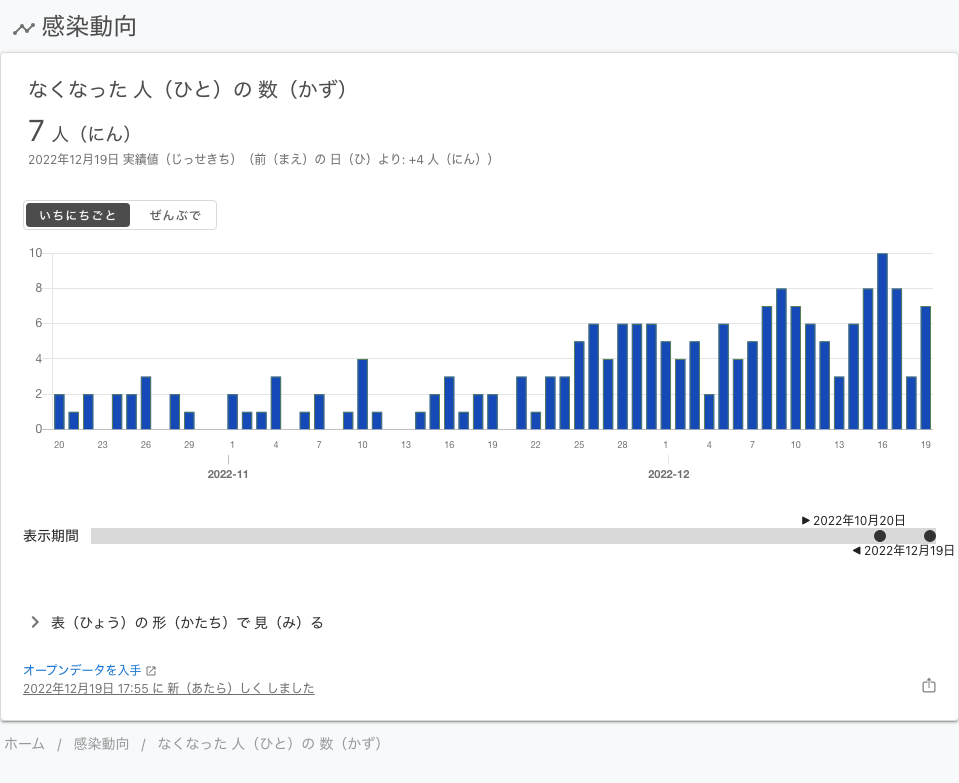 感染動向
なくなった 人（ひと）の 数（かず）
7 人（にん）
2022年12月19日 実績値（じっせきち）（前（まえ）の 日（ひ）より: +4 人（にん））
いちにちごと ぜんぶで
10
8
6
4
2
0
20 23 26 29 1 4 7 10 13 16 19 22 25 28 1 4 7 10 13 16 19
2022-11 2022-12
▶ 2022年10月20日
表示期間
◀ 2022年12月19日
表（ひょう）の 形（かたち）で 見（み）る
オープンデータを入手
2022年12月19日 17:55 に 新（あたら）しく しました
ホーム / 感染動向 / なくなった 人（ひと）の 数（かず）